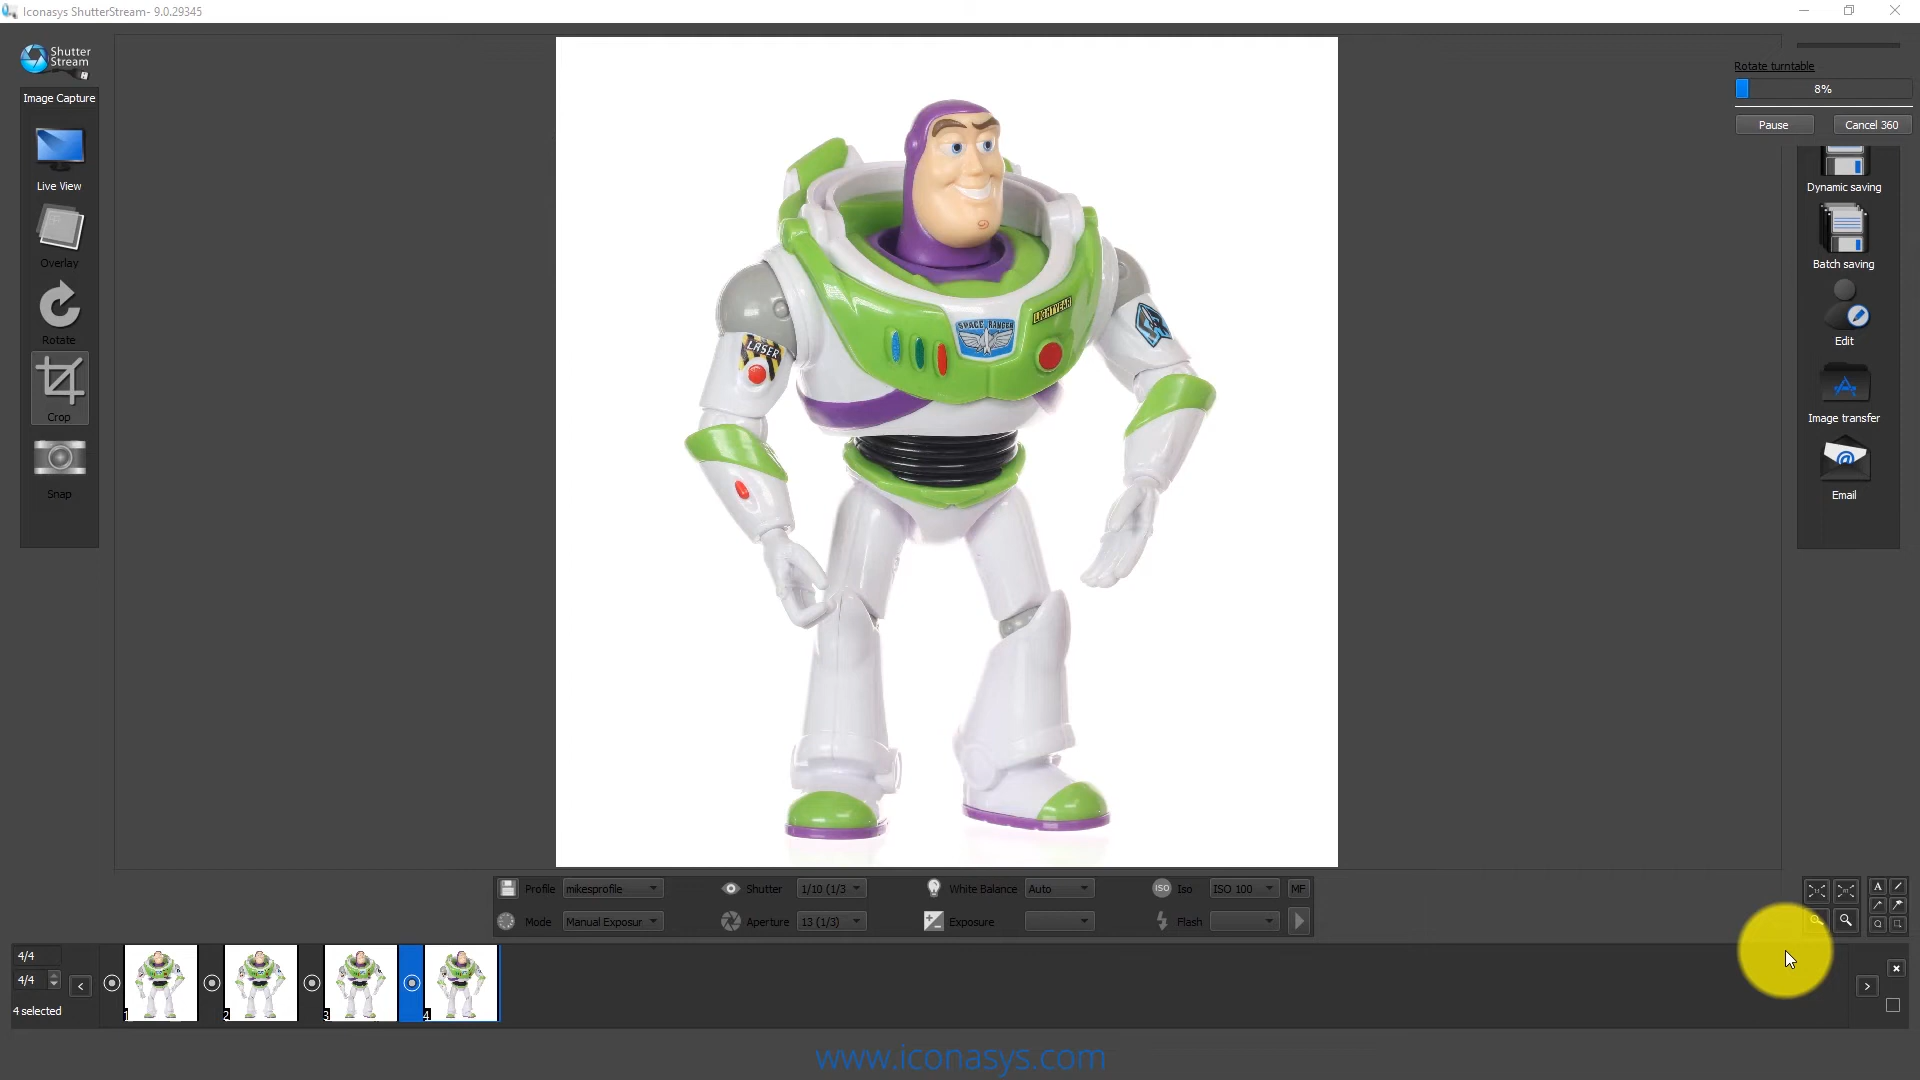 Iconasys ShutterStream- 9.0.29345
Shutter
Stream
Image Capture
Live View
Overlay
Rotate
Crop
Snap
Rotate turntable
8%
Pause
Cancel 360
Dynamic saving
Batch saving
Edit
Image transfer
@
Email
LIGHTYEAR
SPACE RANGER
LASER
Profile mikesprofile Shutter 1/10 (1/3 White Balance Auto ISO Iso ISO 100 MF
Mode Manual Exposur Aperture 13 (1/3) Exposure Flash
A
4/4
4/4
4 selected
1 2 3 4
www.iconasys.com